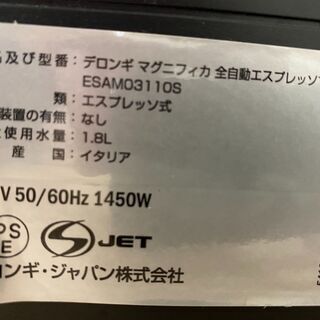 名及び型番：デロンギ マグニフィカ 全自動エスプレッソ
ESAM03110S
類：エスプレッソ式
装置の有無：なし
使用水量：1.8L
産 国：イタリア
V 50/60Hz 1450W
PS
E
S JET
ロンギ・ジャパン株式会社